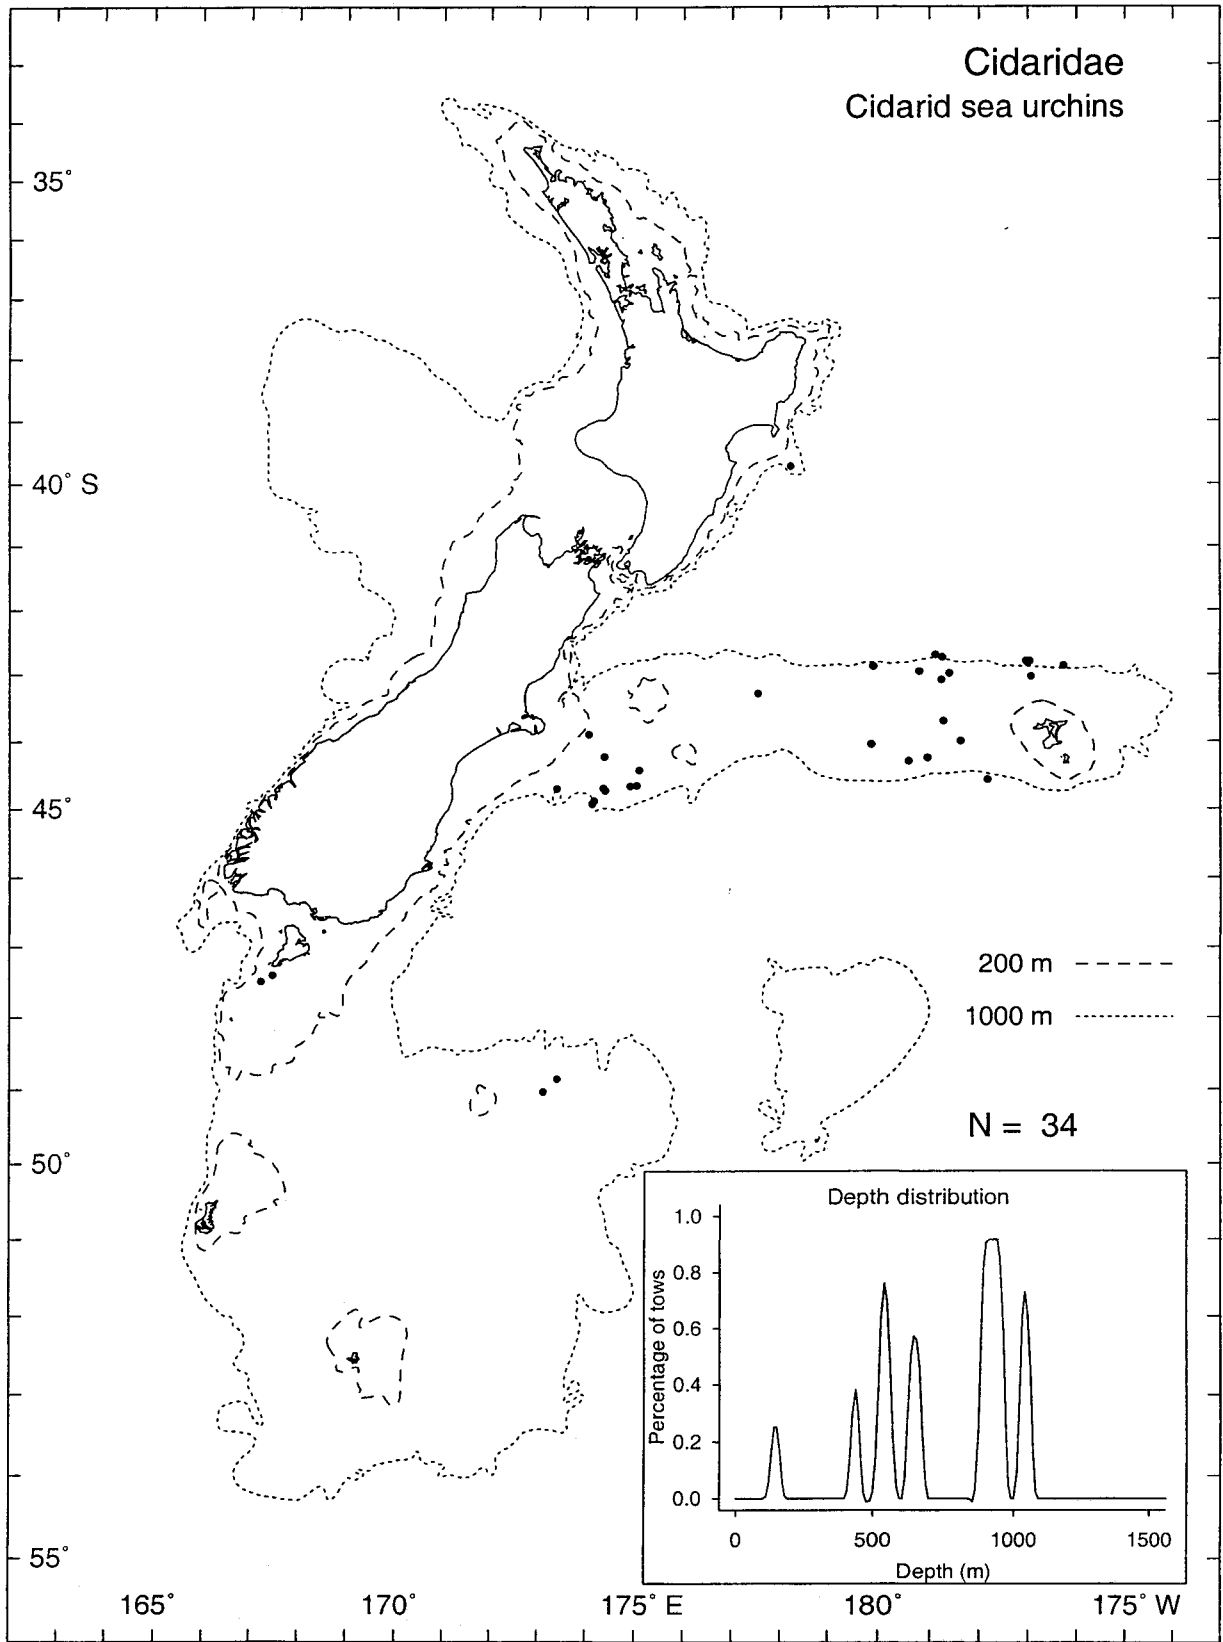 Cidaridae
Cidarid sea urchins
35°
40° S
45°
50°
55°
200 m
1000 m
N = 34
Depth distribution
Percentage of tows
1.0
0.8
0.6
0.4
0.2
0.0
0 500 1000 1500
Depth (m)
165° 170° 175° E 180° 175° W